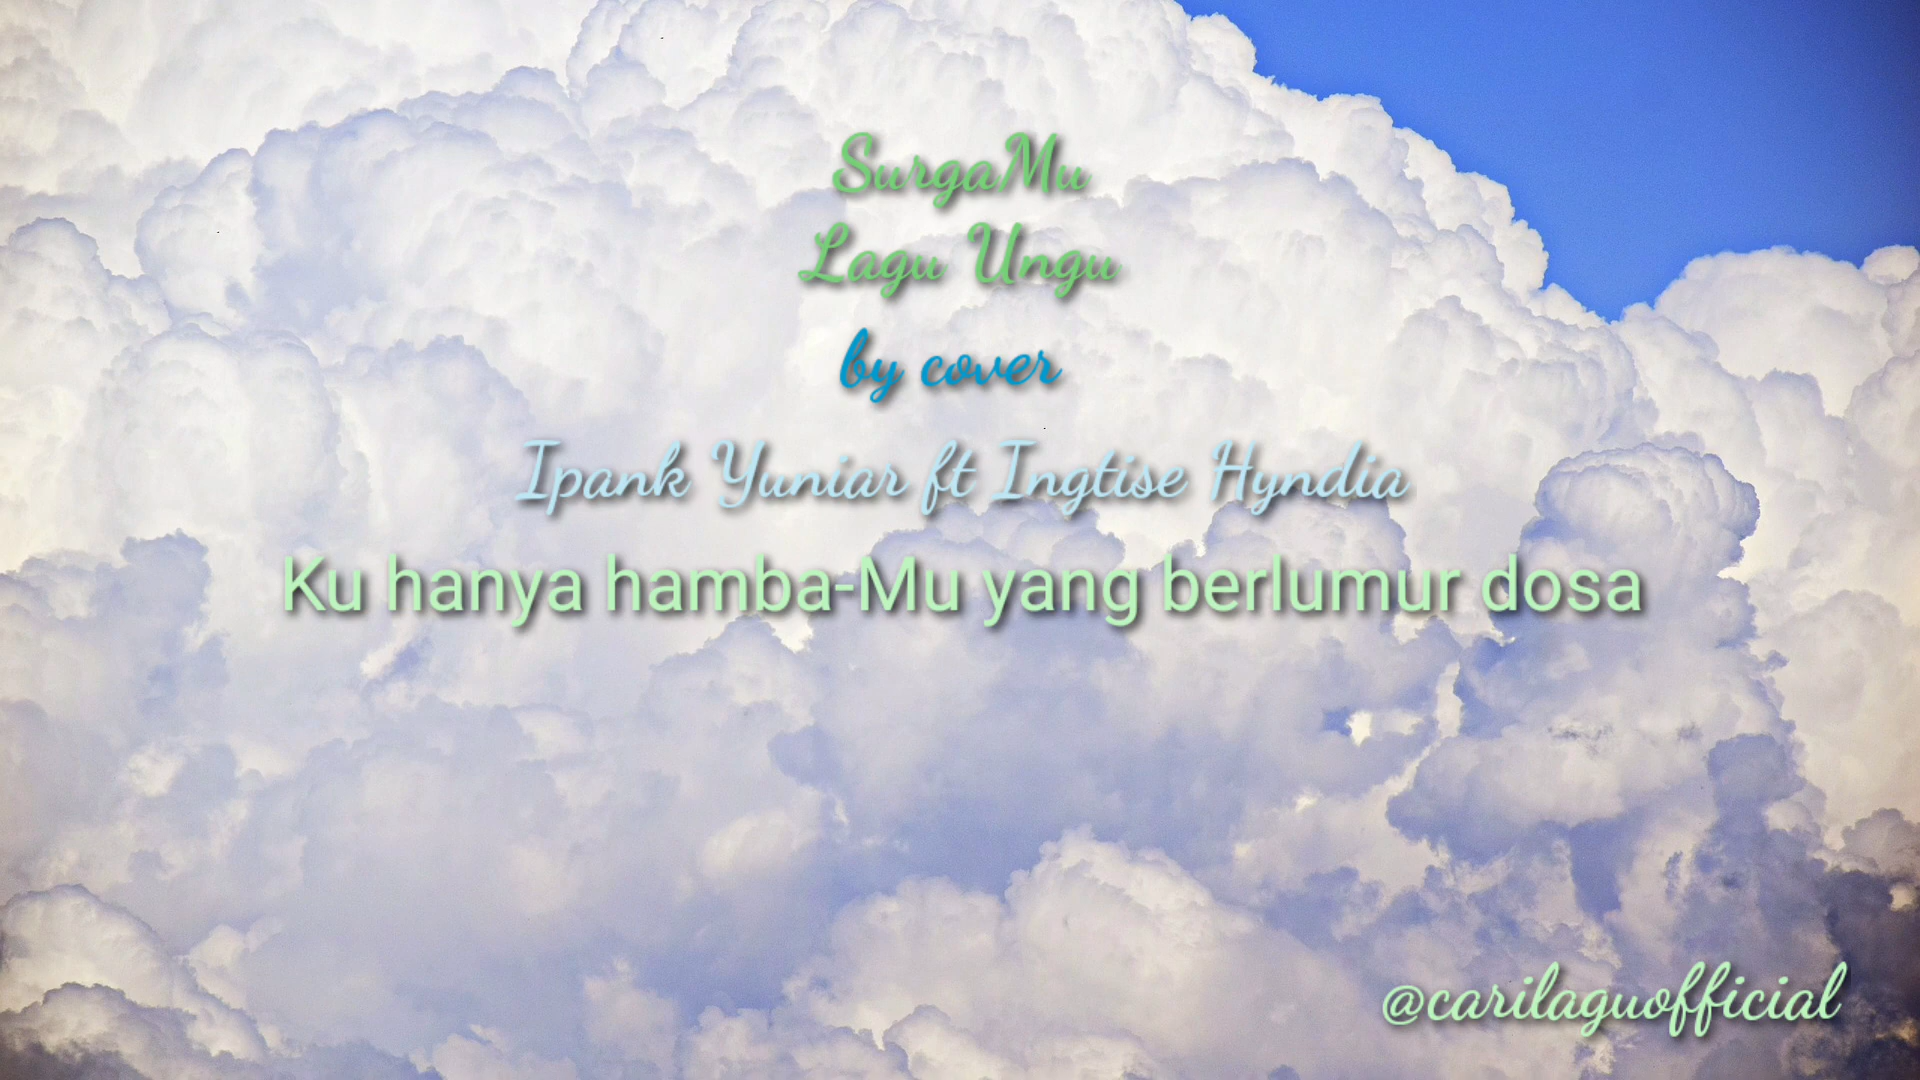 SurgaMu
Lagu Ungu
by cover
Ipank Yuniar ft Ingtise Hyndia
Ku hanya hamba-Mu yang berlumur dosa
@carilaguofficial